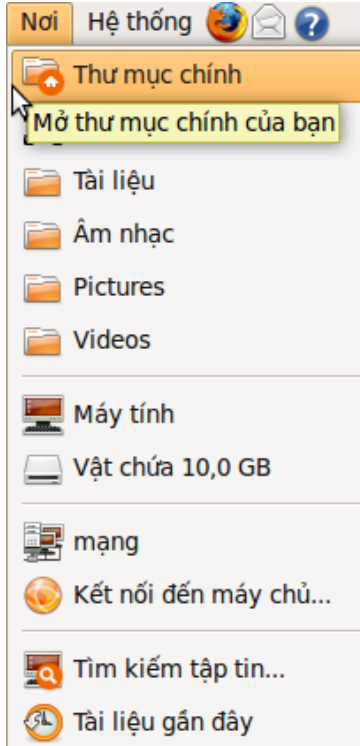 Nơi Hệ thống
Thư mục chính
Mở thư mục chính của bạn
Tài liệu
Âm nhạc
Pictures
Videos
Máy tính
Vật chứa 10,0 GB
mạng
Kết nối đến máy chủ...
Tìm kiếm tập tin...
Tài liệu gần đây